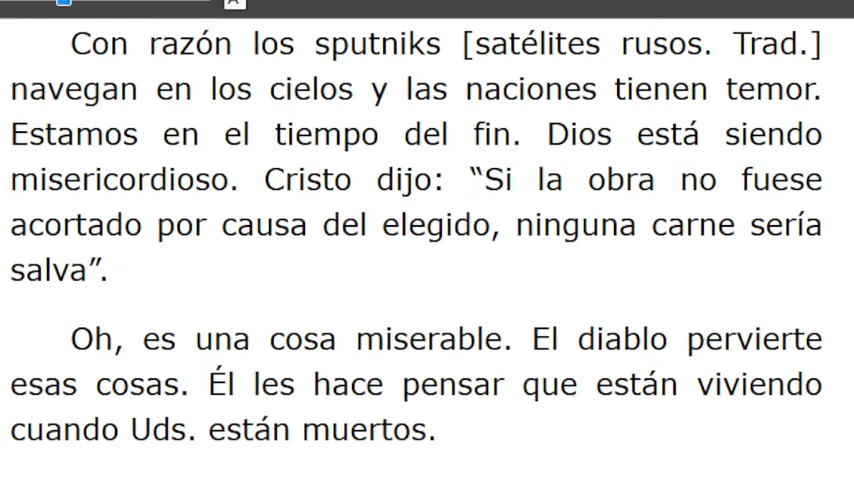 Con razón los sputniks [satélites rusos. Trad.]
navegan en los cielos y las naciones tienen temor.
Estamos en el tiempo del fin. Dios está siendo
misericordioso. Cristo dijo: “Si la obra no fuese
acortado por causa del elegido, ninguna carne sería
salva”.
Oh, es una cosa miserable. El diablo pervierte
esas cosas. Él les hace pensar que están viviendo
cuando Uds. están muertos.